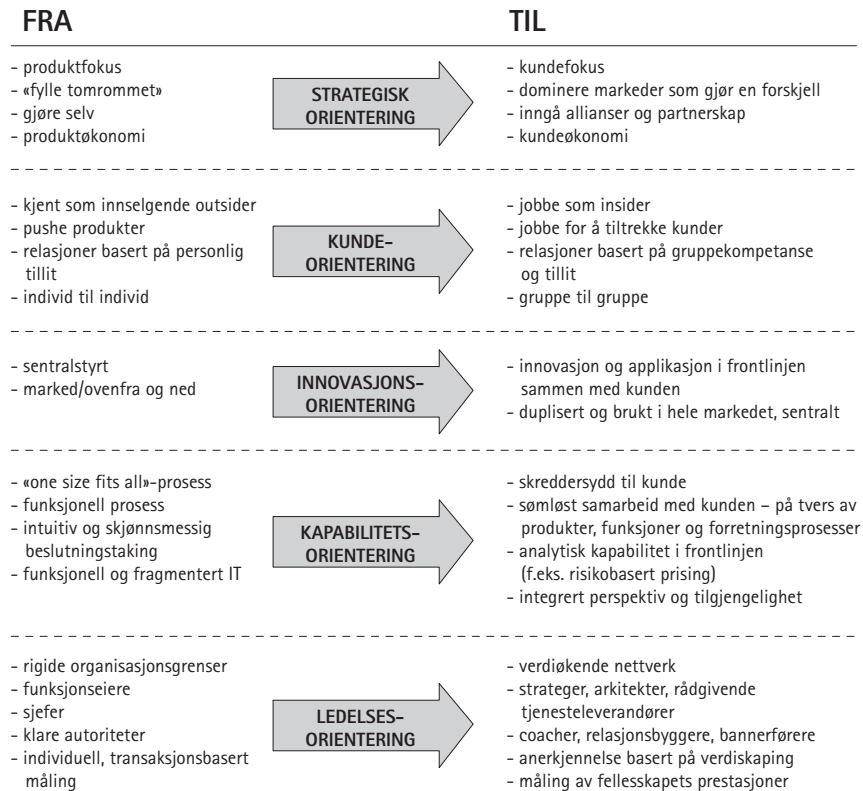 FRA
TIL
- produktfokus
- «fylle tomrommet»
- gjøre selv
- produktøkonomi
STRATEGISK
ORIENTERING
- kundefokus
- dominere markeder som gjør en forskjell
- inngå allianser og partnerskap
- kundeøkonomi
- kjent som innselgende outsider
- pushe produkter
- relasjoner basert på personlig
tillit
- individ til individ
KUNDE-
ORIENTERING
- jobbe som insider
- jobbe for å tiltrekke kunder
- relasjoner basert på gruppekompetanse
og tillit
- gruppe til gruppe
- sentralstyrt
- marked/ovenfra og ned
INNOVASJONS-
ORIENTERING
- innovasjon og applikasjon i frontlinjen
sammen med kunden
- duplisert og brukt i hele markedet, sentralt
- «one size fits all»-prosess
- funksjonell prosess
- intuitiv og skjønnsmessig
beslutningstaking
- funksjonell og fragmentert IT
KAPABILITETS-
ORIENTERING
- skreddersydd til kunde
- sømløst samarbeid med kunden – på tvers av
produkter, funksjoner og forretningsprosesser
- analytisk kapabilitet i frontlinjen
(f.eks. risikobasert prising)
- integrert perspektiv og tilgjengelighet
- rigide organisasjonsgrenser
- funksjonseiere
- sjefer
- klare autoriteter
- individuell, transaksjonsbasert
måling
LEDELSES-
ORIENTERING
- verdiøkende nettverk
- strateger, arkitekter, rådgivende
tjenesteleverandører
- coacher, relasjonsbyggere, bannerførere
- anerkjennelse basert på verdiskaping
- måling av fellesskapets prestasjoner